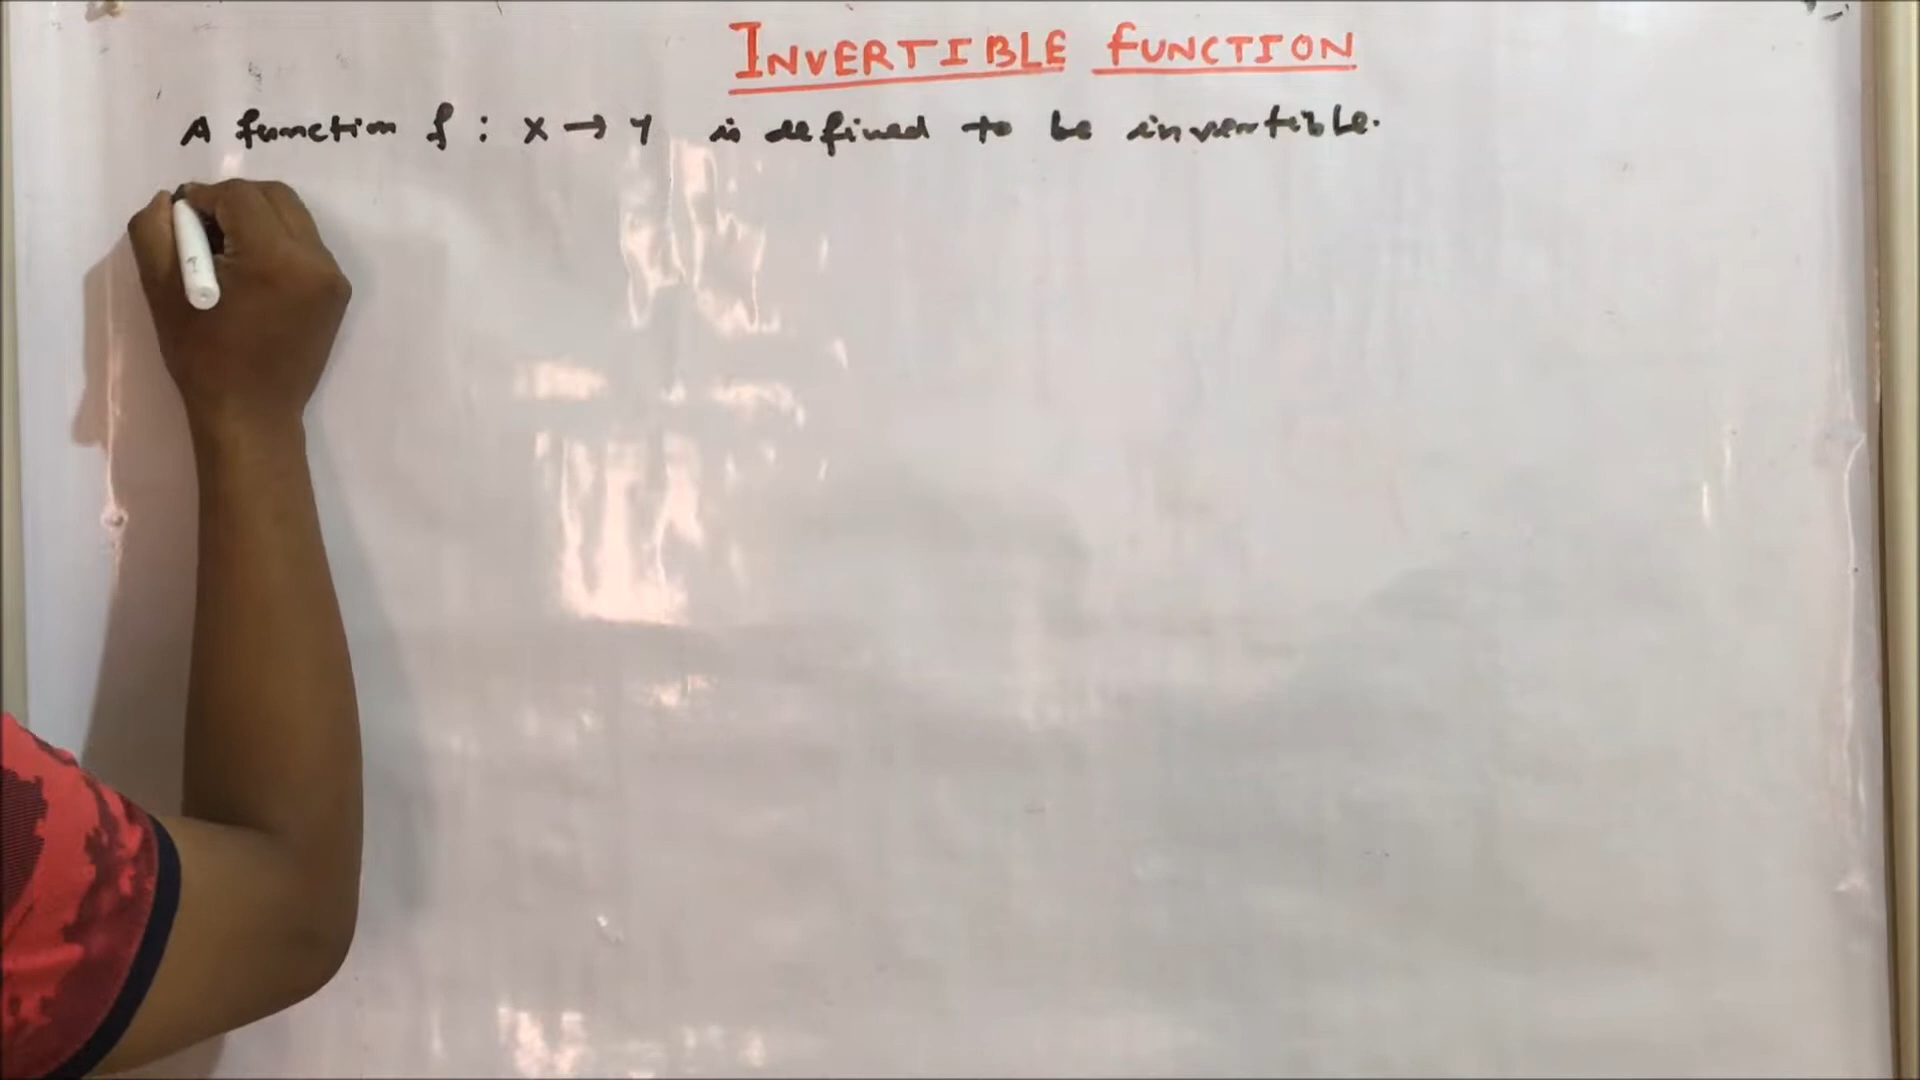 INVERTIBLE FUNCTION
A function f : X → Y is defined to be invertible.